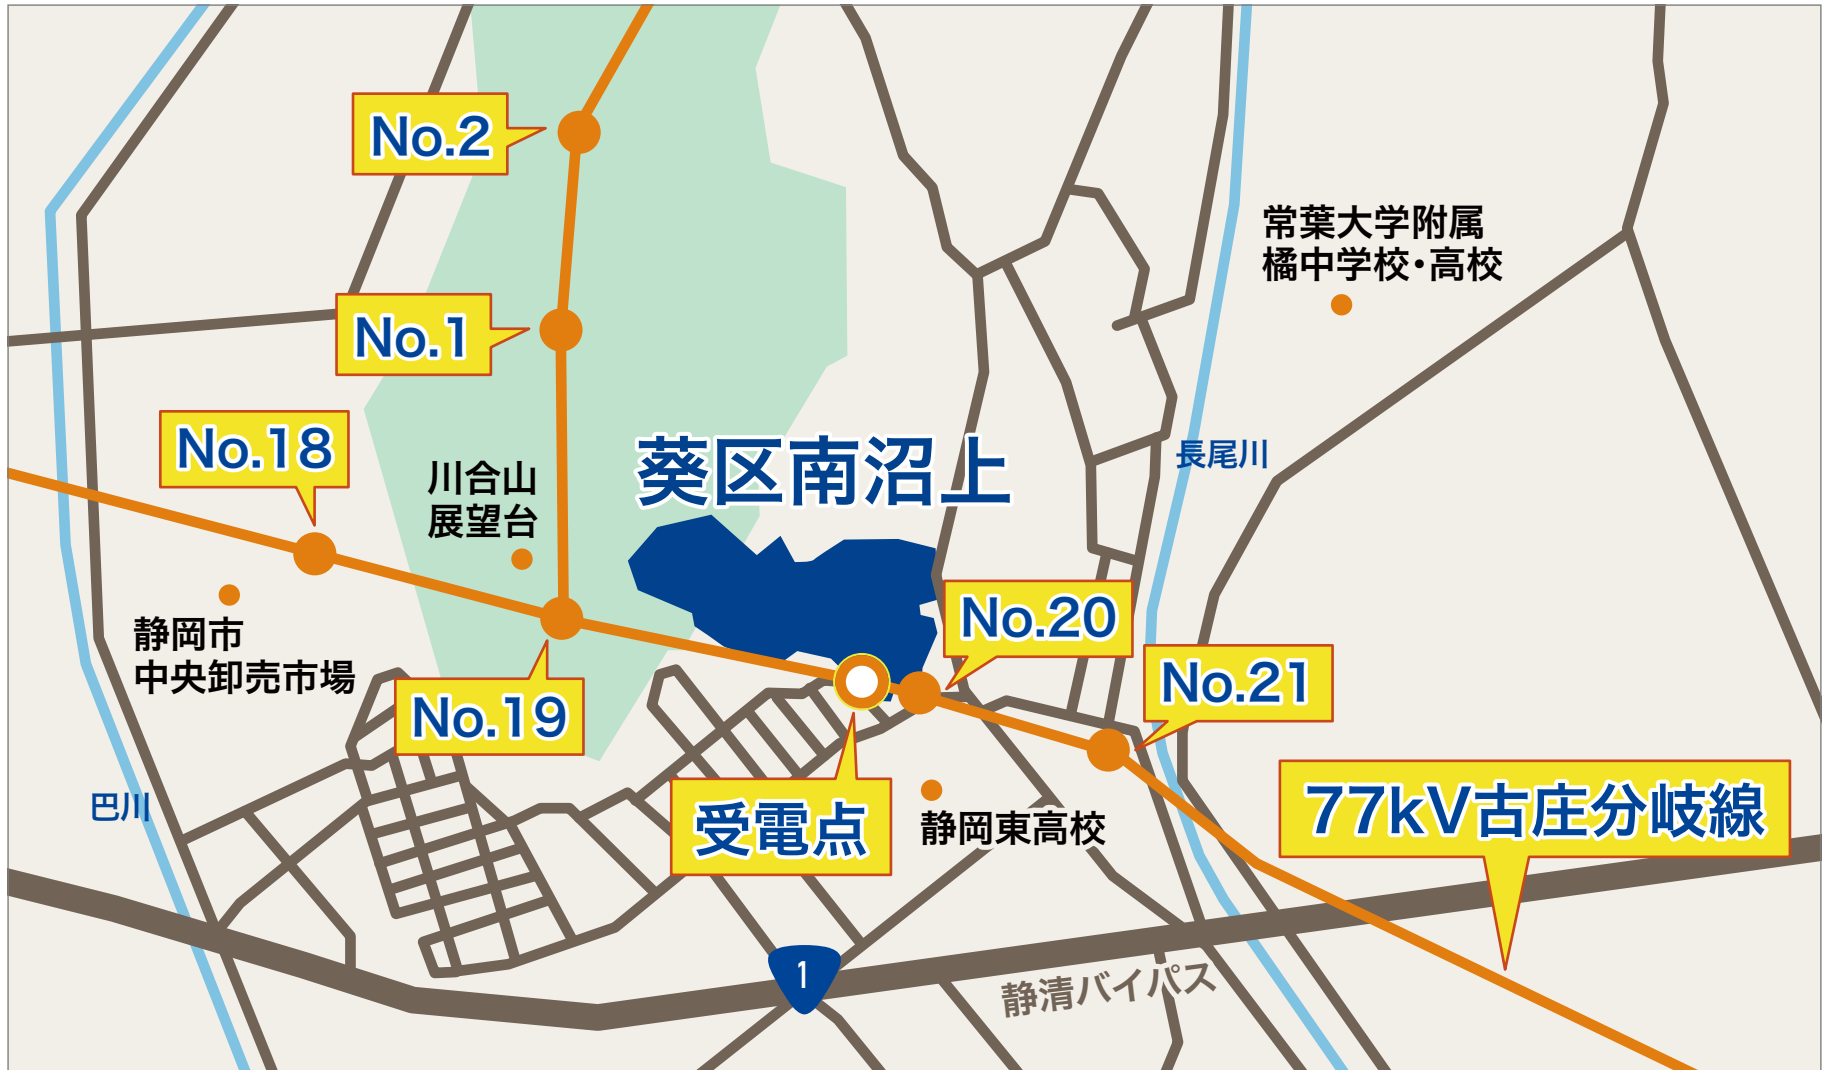 No.2
常葉大学附属
橘中学校・高校
No.1
No.18
川合山
展望台
葵区南沼上
長尾川
No.20
静岡市
中央卸売市場
No.19
No.21
巴川
受電点
静岡東高校
77kV古庄分岐線
1
静清バイパス